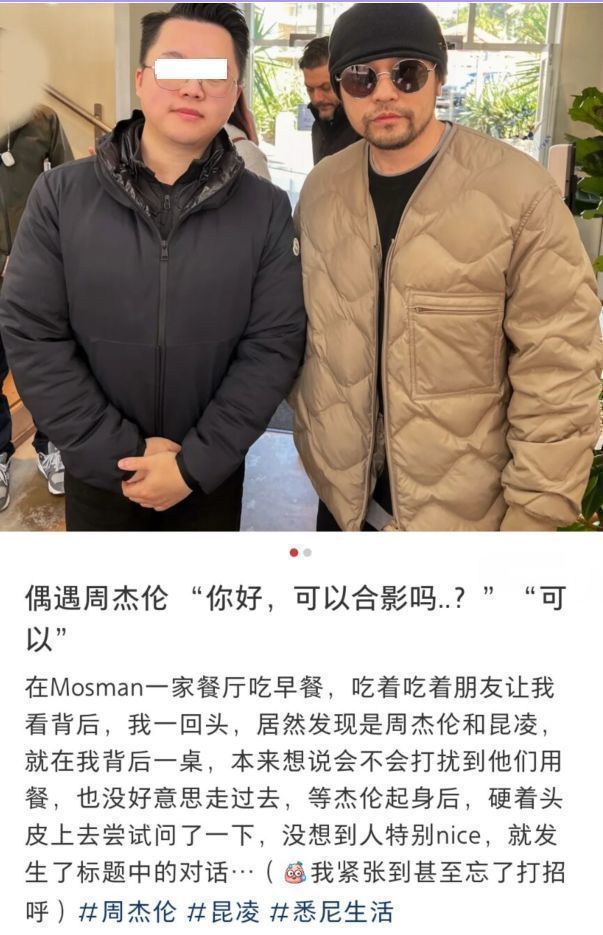 偶遇周杰伦 “你好，可以合影吗..？” “可
以”
在Mosman一家餐厅吃早餐，吃着吃着朋友让我
看背后，我一回头，居然发现是周杰伦和昆凌，
就在我背后一桌，本来想说会不会打扰到他们用
餐，也没好意思走过去，等杰伦起身后，硬着头
皮上去尝试问了一下，没想到人特别nice，就发
生了标题中的对话…（我紧张到甚至忘了打招
呼）#周杰伦 #昆凌 #悉尼生活